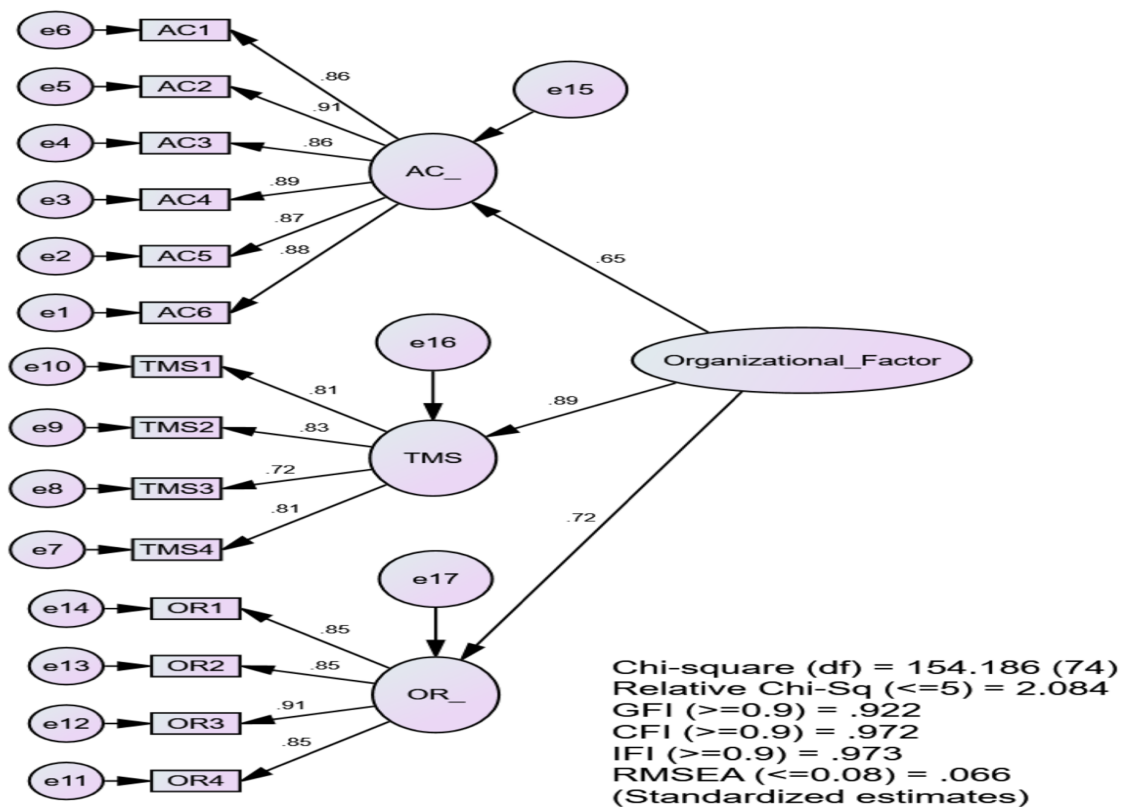 e6
AC1
.86
e5
AC2
.91
e15
e4
AC3
.86
AC_
e3
AC4
.89
e2
AC5
.87
.88
.65
e1
AC6
e16
Organizational_Factor
e10
TMS1
.81
.89
e9
TMS2
.83
TMS
e8
TMS3
.72
.81
.72
e7
TMS4
e17
e14
OR1
.85
e13
OR2
.85
OR_
e12
OR3
.91
.85
e11
OR4
Chi-square (df) = 154.186 (74)
Relative Chi-Sq (<=5) = 2.084
GFI (>=0.9) = .922
CFI (>=0.9) = .972
IFI (>=0.9) = .973
RMSEA (<=0.08) = .066
(Standardized estimates)